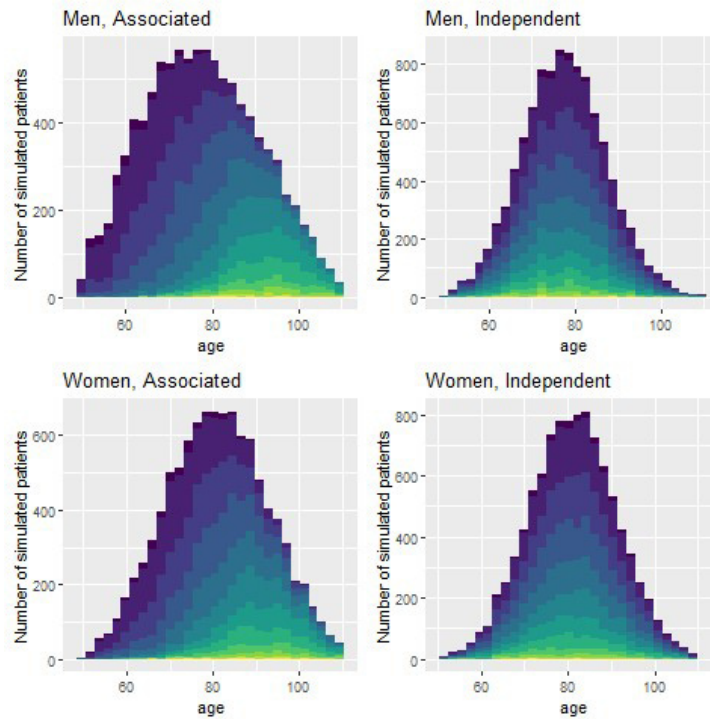 Men, Associated
Number of simulated patients
400
200
0
60 80 100
age
Men, Independent
Number of simulated patients
800
600
400
200
0
60 80 100
age
Women, Associated
Number of simulated patients
600
400
200
0
60 80 100
age
Women, Independent
Number of simulated patients
800
600
400
200
0
60 80 100
age